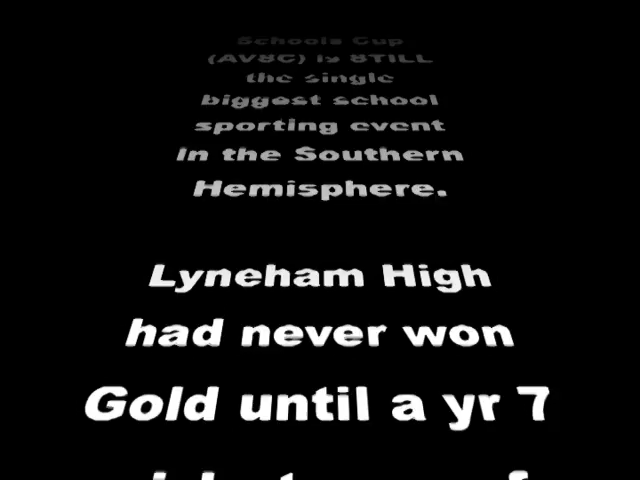 Schools Cup
(AVSC) is STILL
the single
biggest school
sporting event
in the Southern
Hemisphere.
Lyneham High
had never won
Gold until a yr 7